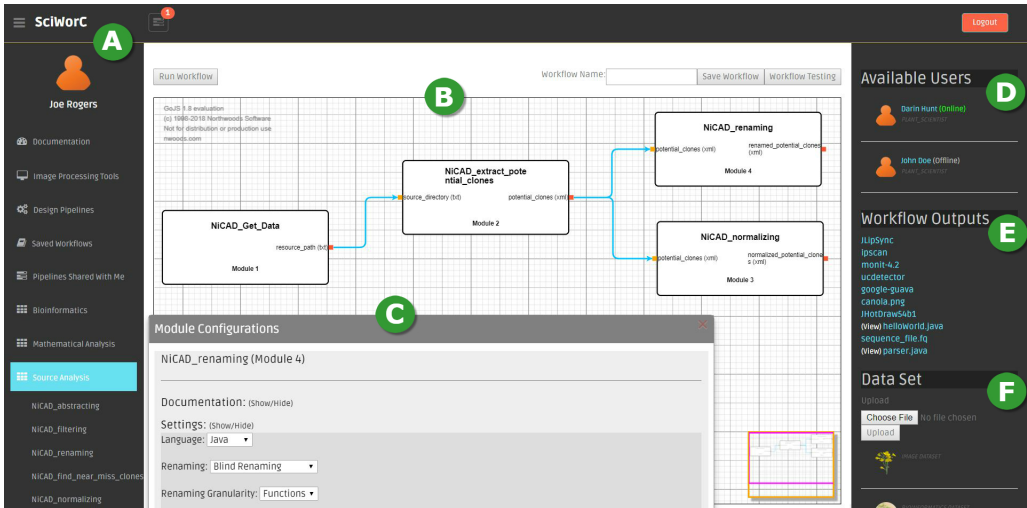 SciWorC
1
Logout
A
Joe Rogers
Documentation
Image Processing Tools
Design Pipelines
Saved Workflows
Pipelines Shared With Me
Bioinformatics
Mathematical Analysis
Source Analysis
NiCAD_abstracting
NiCAD_filtering
NiCAD_renaming
NiCAD_find_near_miss_clones
NiCAD_normalizing
Run Workflow
Workflow Name:
Save Workflow
Workflow Testing
B
GoJS 1.8 evaluation
(c) 1998-2018 Northwoods Software
Not for distribution or production use
nwoods.com
NiCAD_Get_Data
resource_path (txt)
Module 1
NiCAD_extract_pote
ntial_clones
source_directory (txt)
potential_clones (xml)
Module 2
NiCAD_renaming
potential_clones (xml)
renamed_potential_clones
(xml)
Module 4
NiCAD_normalizing
potential_clones (xml)
normalized_potential_clone
s (xml)
Module 3
C
Module Configurations
×
NiCAD_renaming (Module 4)
Documentation: (Show/Hide)
Settings: (Show/Hide)
Language: Java
Renaming: Blind Renaming
Renaming Granularity: Functions
Available Users
D
Darin Hunt (Online)
PLANT_SCIENTIST
John Doe (Offline)
PLANT_SCIENTIST
Workflow Outputs
E
JLipSync
ipscan
monit-4.2
ucdetector
google-guava
canola.png
JHotDraw54b1
(View) helloWorld.java
sequence_file.fq
(View) parser.java
Data Set
F
Upload
Choose File No file chosen
Upload